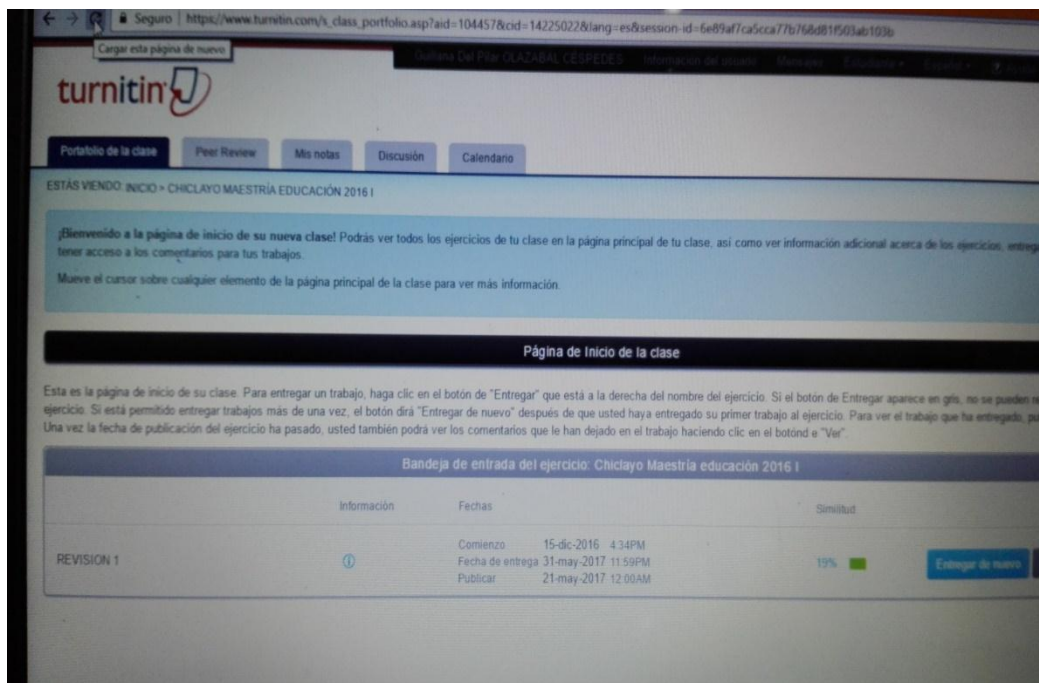 Seguro | https://www.turnitin.com/s_class_portfolio.asp?aid=104457&cid=14225022&lang=es&session-id=6e89af7ca5cca77b768d81f503ab103b
Cargar esta página de nuevo
Del Pilar OLAZABAL CESPEDES Información del usuario Mensajes Estudiante Español
turnitin
Portafolio de la clase Peer Review Mis notas Discusión Calendario
ESTÁS VIENDO: INICIO > CHICLAYO MAESTRÍA EDUCACIÓN 2016 I
¡Bienvenido a la página de inicio de su nueva clase! Podrás ver todos los ejercicios de tu clase en la página principal de tu clase, así como ver información adicional acerca de los ejercicios, entrega
tener acceso a los comentarios para tus trabajos.
Mueve el cursor sobre cualquier elemento de la página principal de la clase para ver más información.
Página de Inicio de la clase
Esta es la página de inicio de su clase. Para entregar un trabajo, haga clic en el botón de "Entregar" que está a la derecha del nombre del ejercicio. Si el botón de Entregar aparece en gris, no se pueden
ejercicio. Si está permitido entregar trabajos más de una vez, el botón dirá "Entregar de nuevo" después de que usted haya entregado su primer trabajo al ejercicio. Para ver el trabajo que ha entregado,
Una vez la fecha de publicación del ejercicio ha pasado, usted también podrá ver los comentarios que le han dejado en el trabajo haciendo clic en el botónd e "Ver".
Bandeja de entrada del ejercicio: Chiclayo Maestría educación 2016 I
Información Fechas Similitud
Comienzo 15-dic-2016 4:34PM
REVISION 1 Fecha de entrega 31-may-2017 11:59PM 19% Entregar de nuevo
Publicar 21-may-2017 12:00AM